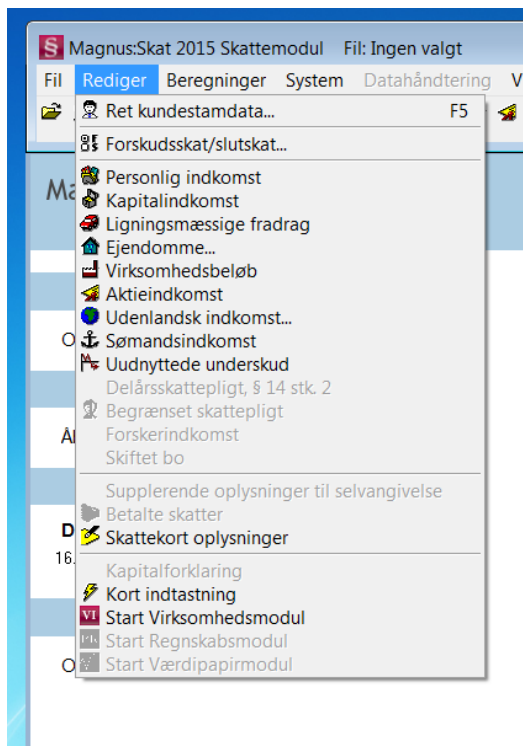 Magnus:Skat 2015 Skattemodul Fil: Ingen valgt
Fil Rediger Beregninger System Datahåndtering V
Ret kundestamdata... F5
Forskudsskat/slutskat...
Personlig indkomst
Kapitalindkomst
Ligningsmæssige fradrag
Ejendomme...
Virksomhedsbeløb
Aktieindkomst
Udenlandsk indkomst...
Sømandsindkomst
Uudnyttede underskud
Delårsskattepligt, § 14 stk. 2
Begrænset skattepligt
Forskerindkomst
Skiftet bo
Supplerende oplysninger til selvangivelse
Betalte skatter
Skattekort oplysninger
Kapitalforklaring
Kort indtastning
VI Start Virksomhedsmodul
Start Regnskabsmodul
Start Værdipapirmodul